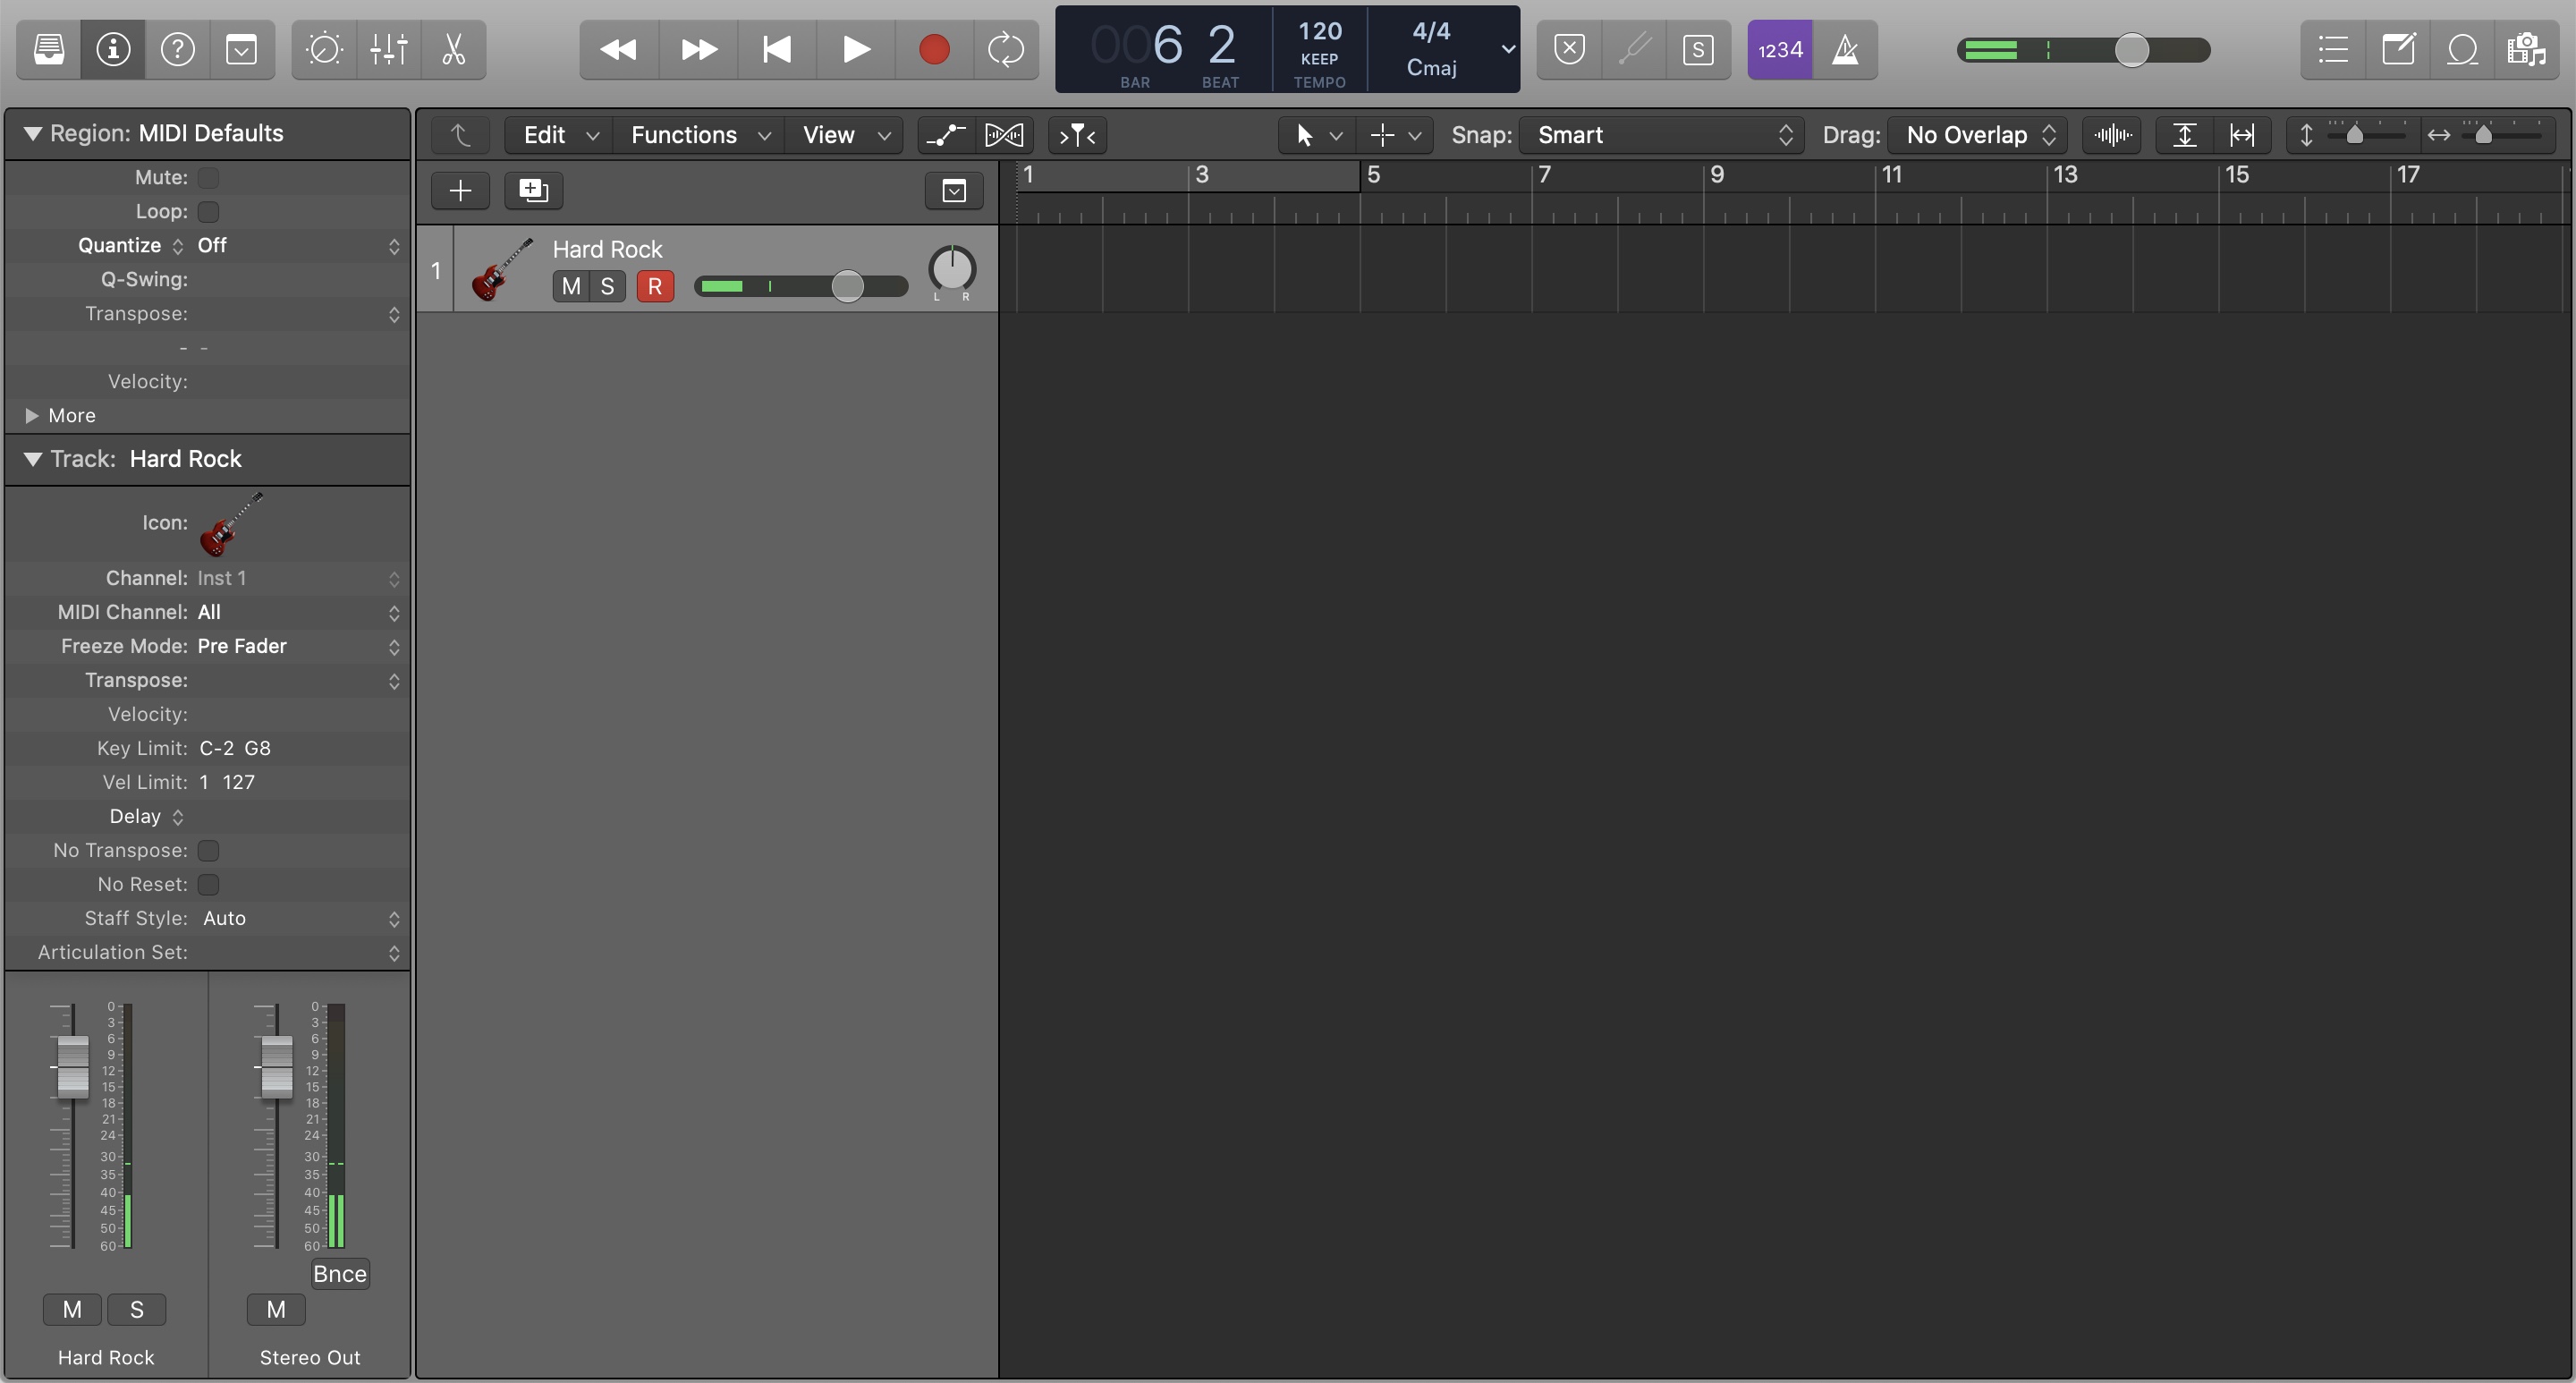 006 2
BAR BEAT
120
KEEP
TEMPO
4/4
Cmaj
S
1234
Region: MIDI Defaults
Mute:
Loop:
Quantize Off
Q-Swing:
Transpose:
- -
Velocity:
More
Track: Hard Rock
Icon:
Channel: Inst 1
MIDI Channel: All
Freeze Mode: Pre Fader
Transpose:
Velocity:
Key Limit: C-2 G8
Vel Limit: 1 127
Delay
No Transpose:
No Reset:
Staff Style: Auto
Articulation Set:
0
3
6
9
12
15
18
21
24
30
35
40
45
50
60
M S
Hard Rock
0
3
6
9
12
15
18
21
24
30
35
40
45
50
60
Bnce
M
Stereo Out
Edit Functions View
Snap: Smart Drag: No Overlap
1 3 5 7 9 11 13 15 17
1
Hard Rock
M S R
L R